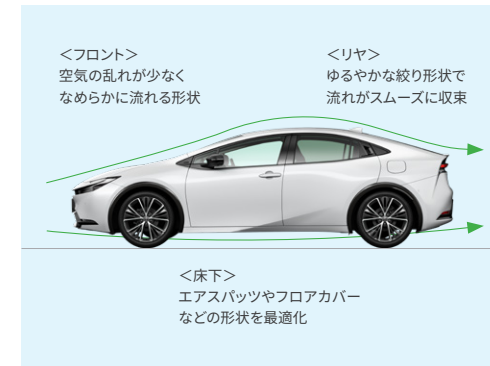 ＜フロント＞
空気の乱れが少なく
なめらかに流れる形状
＜リヤ＞
ゆるやかな絞り形状で
流れがスムーズに収束
＜床下＞
エアスパッツやフロアカバー
などの形状を最適化